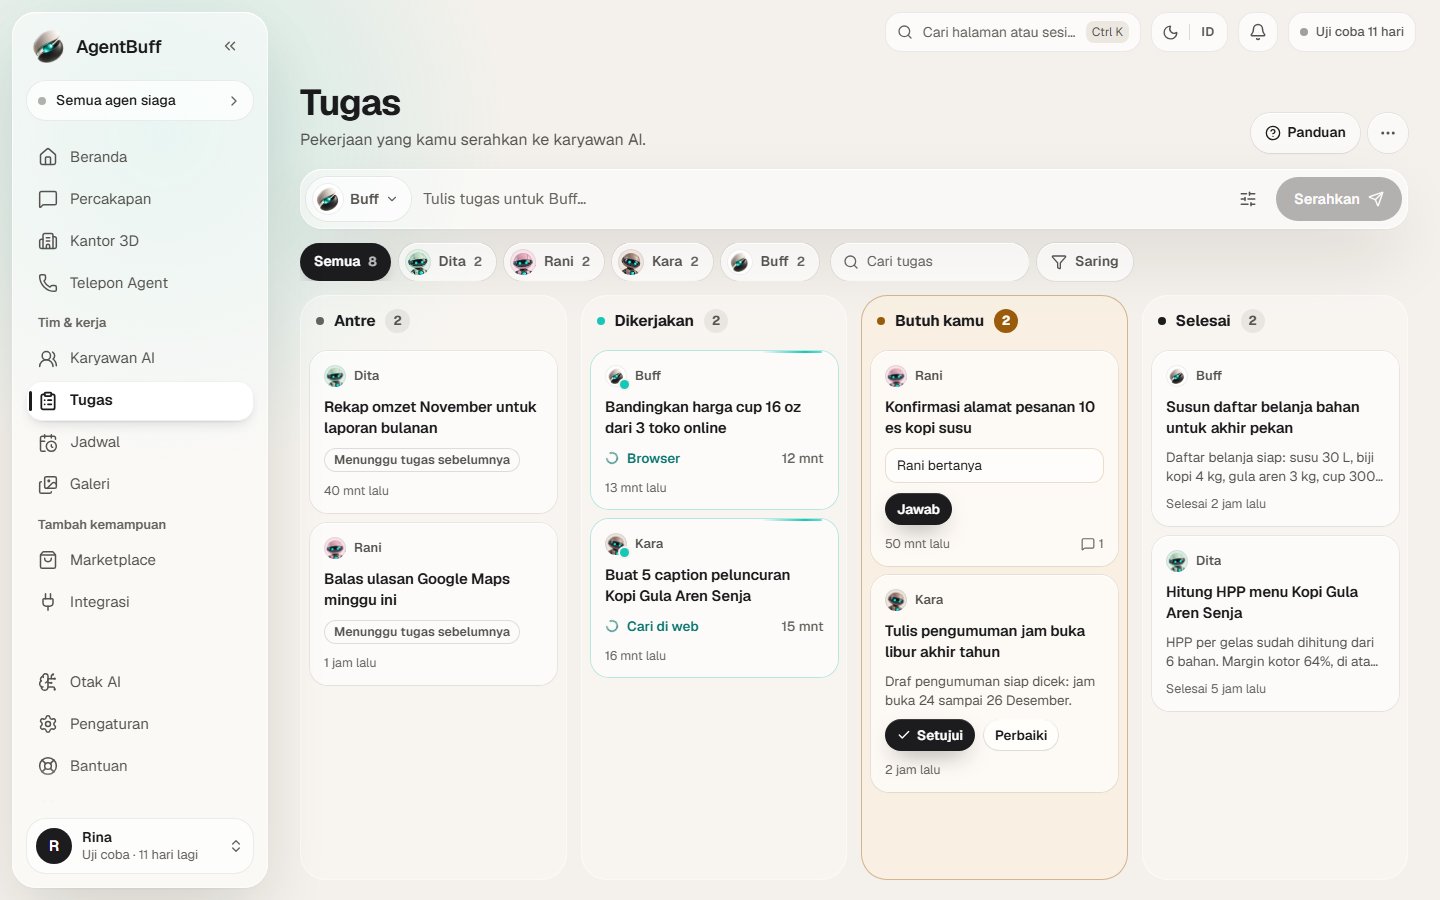 AgentBuff
Semua agen siaga
Beranda
Percakapan
Kantor 3D
Telepon Agent
Tim & kerja
Karyawan AI
Tugas
Jadwal
Galeri
Tambah kemampuan
Marketplace
Integrasi
Otak AI
Pengaturan
Bantuan
R
Rina
Uji coba · 11 hari lagi
Cari halaman atau sesi... Ctrl K
ID
Uji coba 11 hari
Tugas
Pekerjaan yang kamu serahkan ke karyawan AI.
Panduan
Buff
Tulis tugas untuk Buff...
Serahkan
Semua 8
Dita 2
Rani 2
Kara 2
Buff 2
Cari tugas
Saring
Antre 2
Dita
Rekap omzet November untuk
laporan bulanan
Menunggu tugas sebelumnya
40 mnt lalu
Rani
Balas ulasan Google Maps
minggu ini
Menunggu tugas sebelumnya
1 jam lalu
Dikerjakan 2
Buff
Bandingkan harga cup 16 oz
dari 3 toko online
Browser 12 mnt
13 mnt lalu
Kara
Buat 5 caption peluncuran
Kopi Gula Aren Senja
Cari di web 15 mnt
16 mnt lalu
Butuh kamu 2
Rani
Konfirmasi alamat pesanan 10
es kopi susu
Rani bertanya
Jawab
50 mnt lalu 1
Kara
Tulis pengumuman jam buka
libur akhir tahun
Draf pengumuman siap dicek: jam
buka 24 sampai 26 Desember.
Setujui
Perbaiki
2 jam lalu
Selesai 2
Buff
Susun daftar belanja bahan
untuk akhir pekan
Daftar belanja siap: susu 30 L, biji
kopi 4 kg, gula aren 3 kg, cup 300...
Selesai 2 jam lalu
Dita
Hitung HPP menu Kopi Gula
Aren Senja
HPP per gelas sudah dihitung dari
6 bahan. Margin kotor 64%, di ata...
Selesai 5 jam lalu